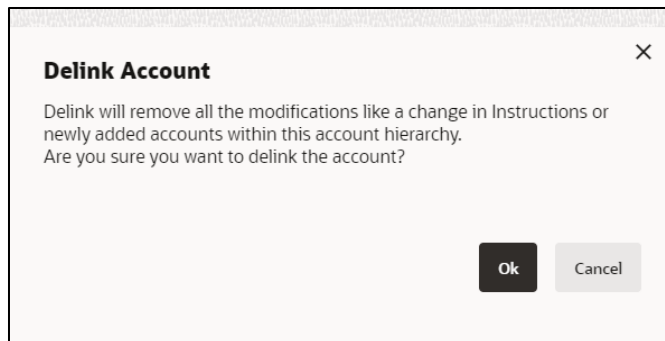 Delink Account
Delink will remove all the modifications like a change in Instructions or
newly added accounts within this account hierarchy.
Are you sure you want to delink the account?
Ok
Cancel